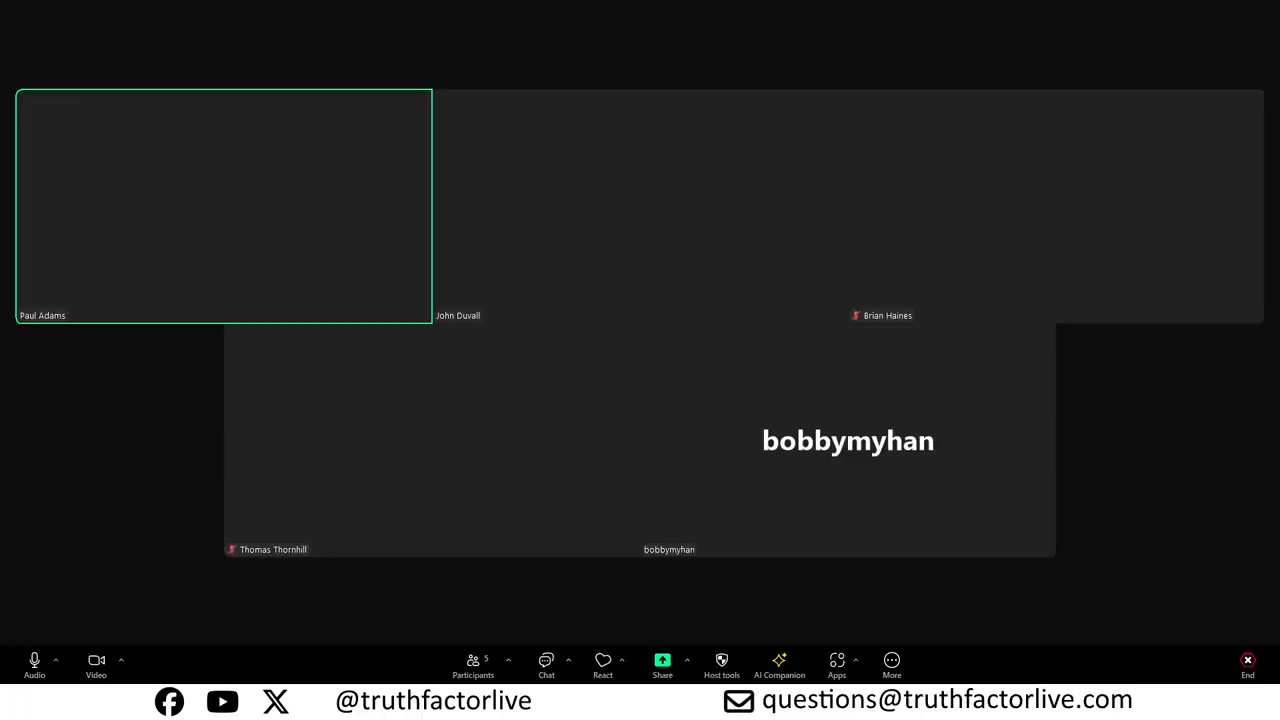 Paul Adams
John Duvall
Brian Haines
bobbymyhan
Thomas Thornhill
bobbymyhan
Audio
Video
Participants
5
Chat
React
Share
Host tools
AI Companion
Apps
More
End
@truthfactorlive
questions@truthfactorlive.com